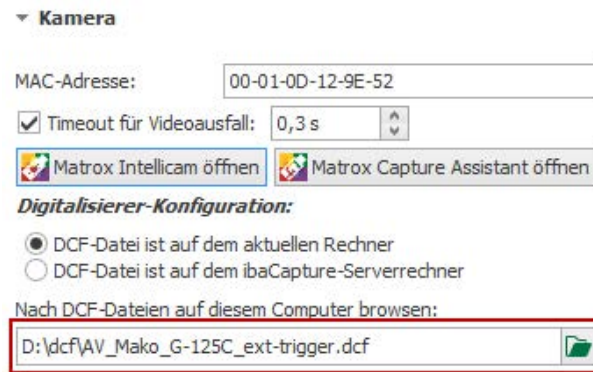 Kamera
MAC-Adresse: 00-01-0D-12-9E-52
Timeout für Videoausfall: 0,3 s
Matrox Intellicam öffnen Matrox Capture Assistant öffnen
Digitalisierer-Konfiguration:
DCF-Datei ist auf dem aktuellen Rechner
DCF-Datei ist auf dem ibaCapture-Serverrechner
Nach DCF-Dateien auf diesem Computer browsen:
D:\dcf\AV_Mako_G-125C_ext-trigger.dcf